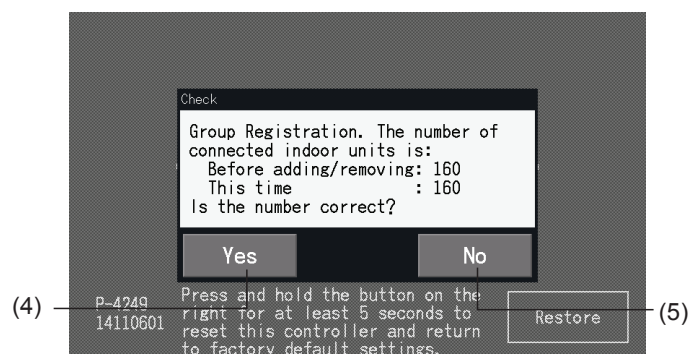 Check
Group Registration. The number of
connected indoor units is:
Before adding/removing: 160
This time : 160
Is the number correct?
Yes
No
(4)
(5)
P-4249
14110601
Press and hold the button on the
right for at least 5 seconds to
reset this controller and return
to factory default settings.
Restore